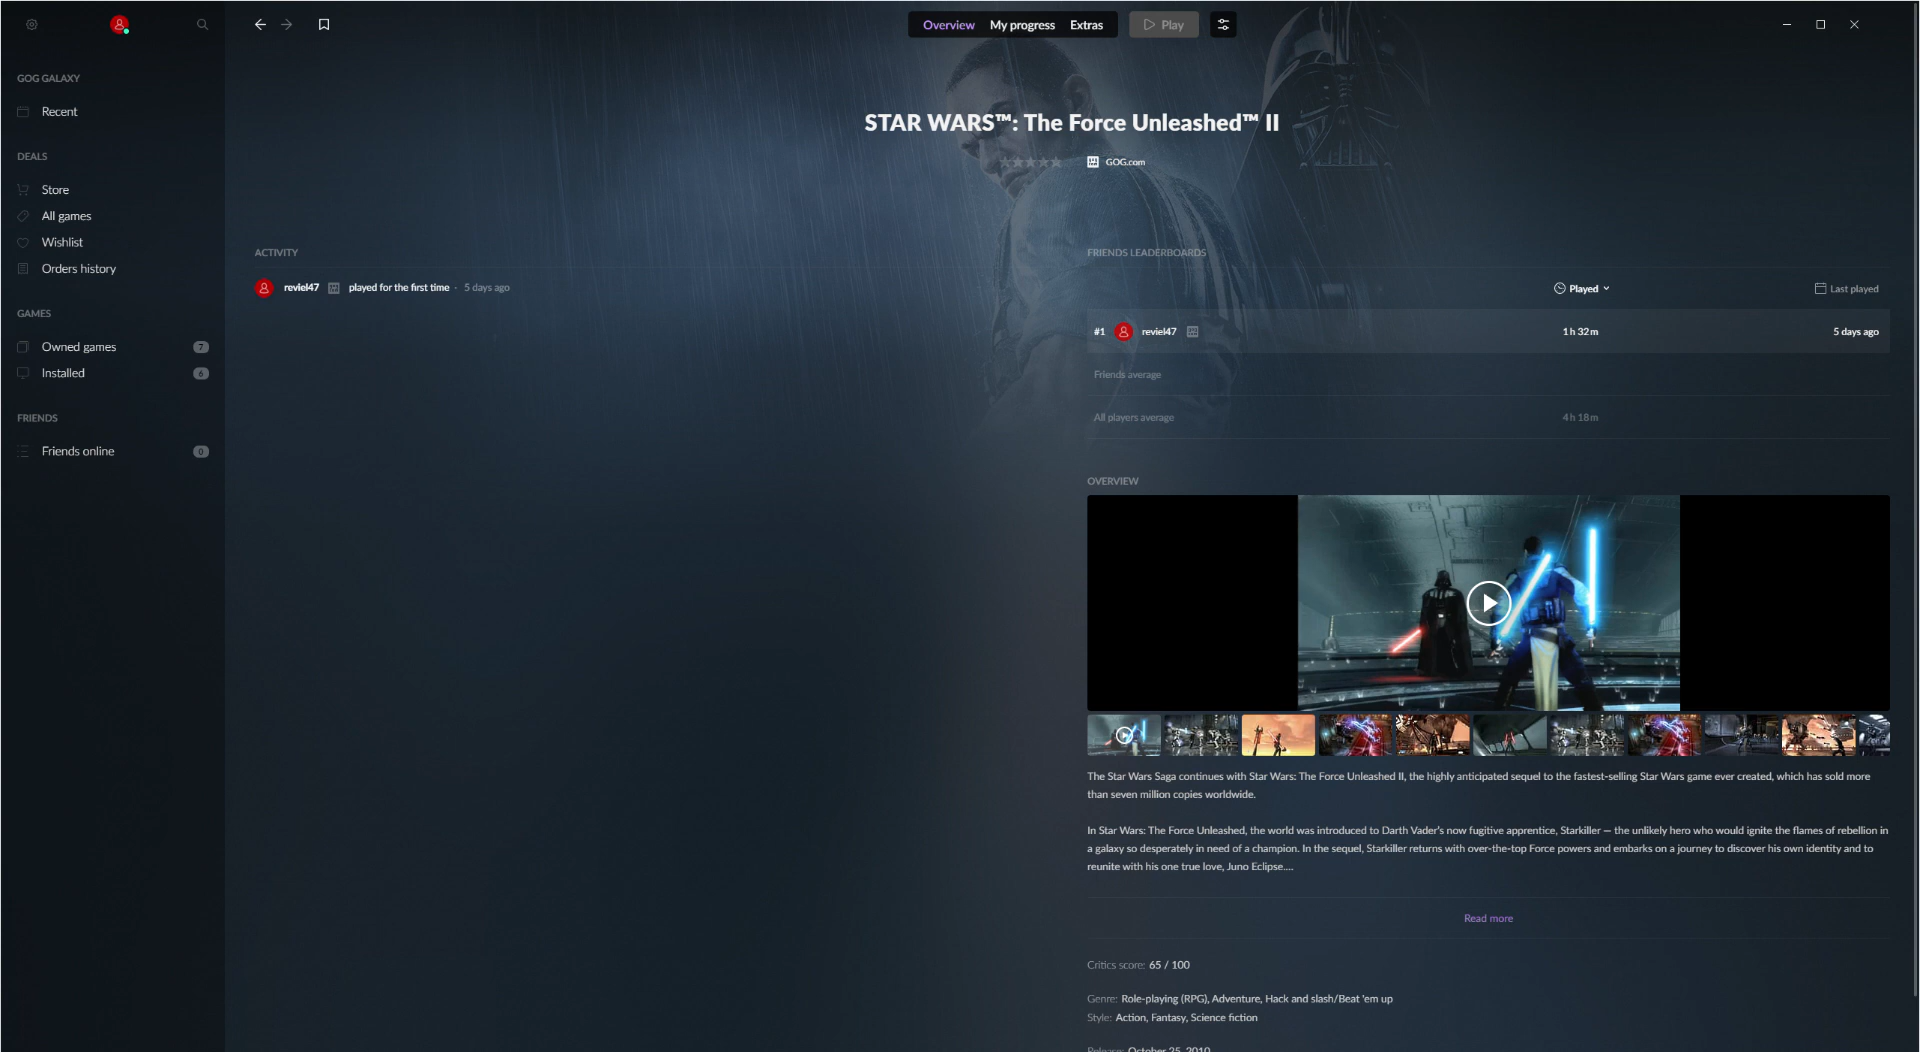 Overview My progress Extras Play
GOG GALAXY
Recent
DEALS
Store
All games
Wishlist
Orders history
GAMES
Owned games 7
Installed 6
FRIENDS
Friends online 0
STAR WARS™: The Force Unleashed™ II
GOG.com
ACTIVITY
reviel47 played for the first time · 5 days ago
FRIENDS LEADERBOARDS
Played Last played
#1 reviel47 1 h 32 m 5 days ago
Friends average
All players average 4 h 18 m
OVERVIEW
The Star Wars Saga continues with Star Wars: The Force Unleashed II, the highly anticipated sequel to the fastest-selling Star Wars game ever created, which has sold more
than seven million copies worldwide.
In Star Wars: The Force Unleashed, the world was introduced to Darth Vader's now fugitive apprentice, Starkiller — the unlikely hero who would ignite the flames of rebellion in
a galaxy so desperately in need of a champion. In the sequel, Starkiller returns with over-the-top Force powers and embarks on a journey to discover his own identity and to
reunite with his one true love, Juno Eclipse....
Read more
Critics score: 65 / 100
Genre: Role-playing (RPG), Adventure, Hack and slash/Beat 'em up
Style: Action, Fantasy, Science fiction
Release: October 25, 2010